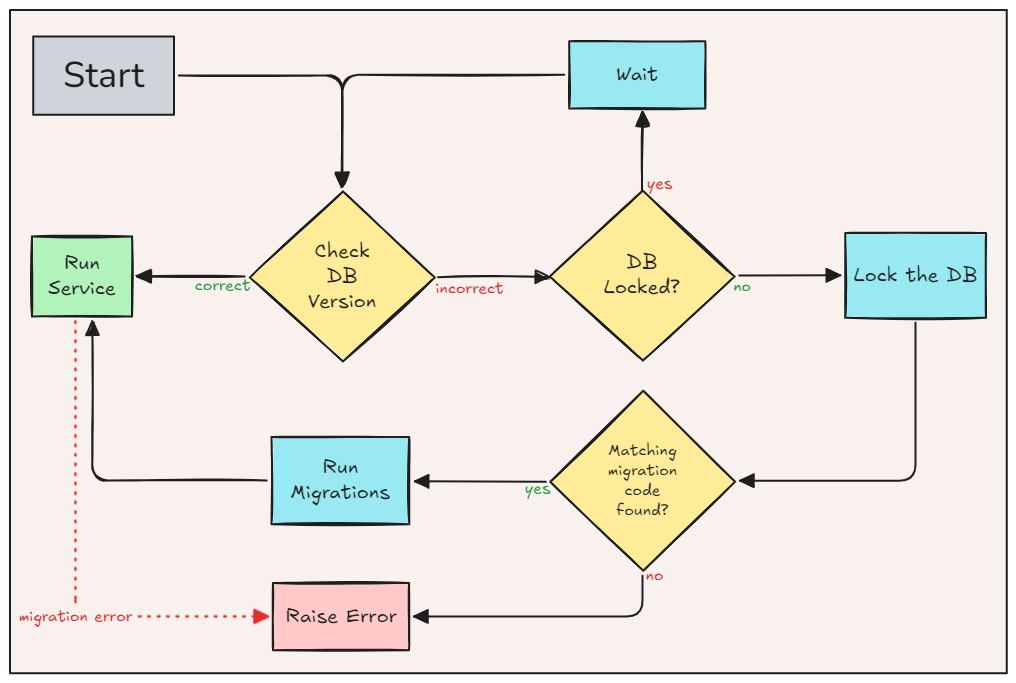 Start
Wait
yes
Check
DB
Version
DB
Locked?
Run
Service
Lock the DB
correct
incorrect
no
Matching
migration
code
found?
Run
Migrations
yes
no
Raise Error
migration error